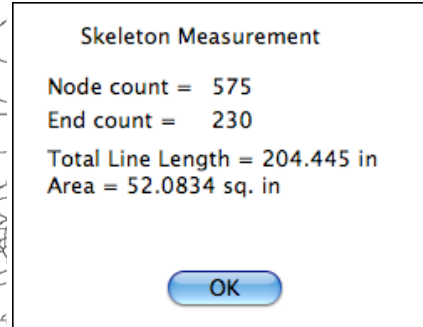 Skeleton Measurement
Node count = 575
End count = 230
Total Line Length = 204.445 in
Area = 52.0834 sq. in
OK